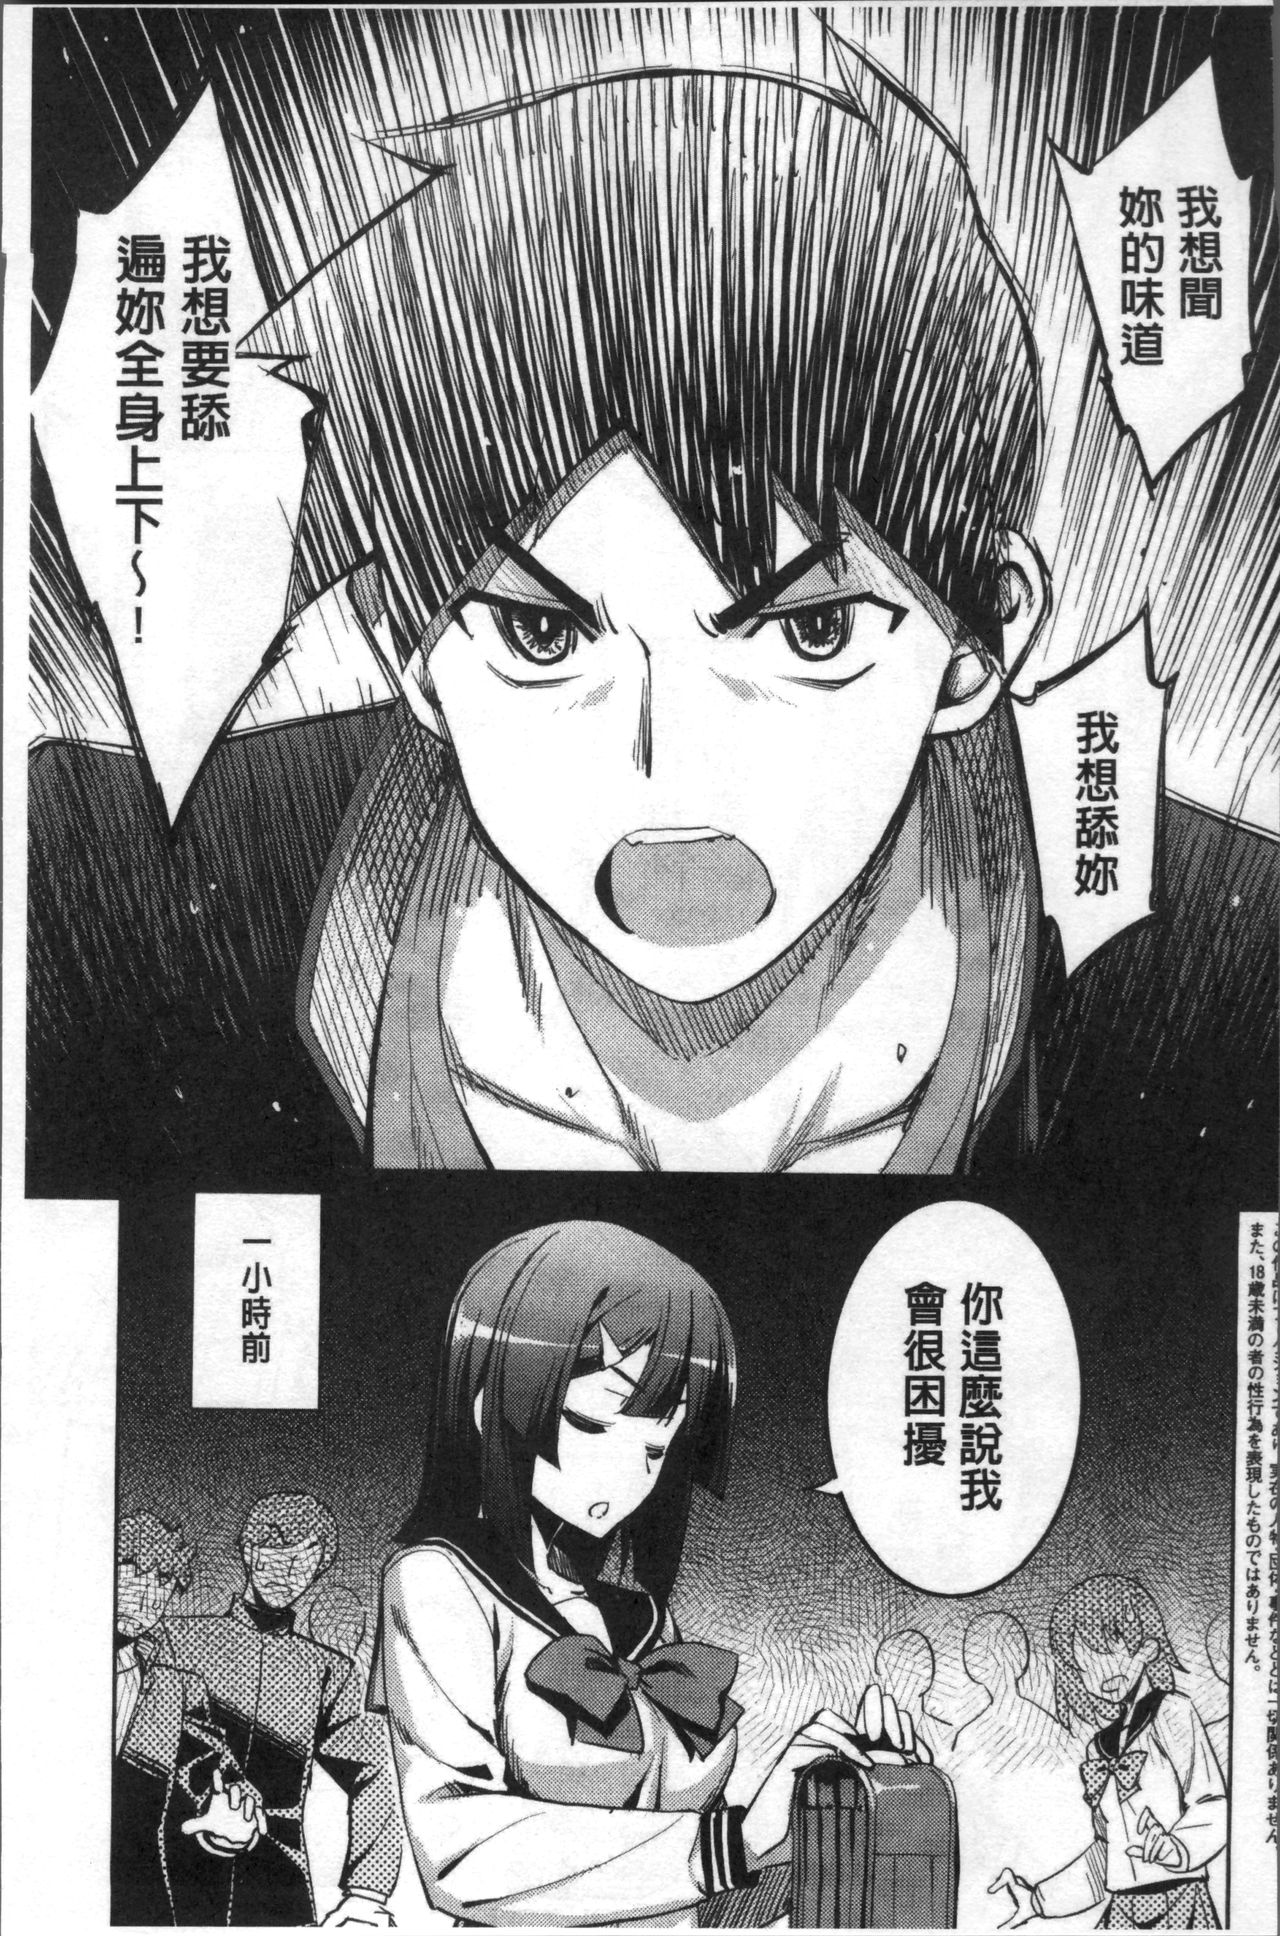 我想聞
妳的味道
我想舔妳
我想要舔
遍妳全身上下～！
また、18歳未満の者の性行為を表現したものではありません。
你這麼說我
會很困擾
一小時前